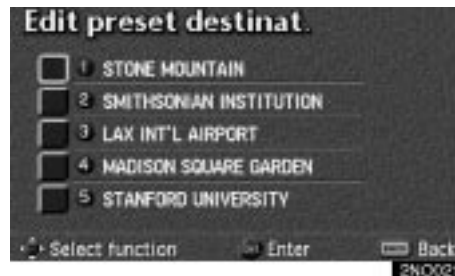 Edit preset destinat.
1 STONE MOUNTAIN
2 SMITHSONIAN INSTITUTION
3 LAX INT'L AIRPORT
4 MADISON SQUARE GARDEN
5 STANFORD UNIVERSITY
Select function Enter Back